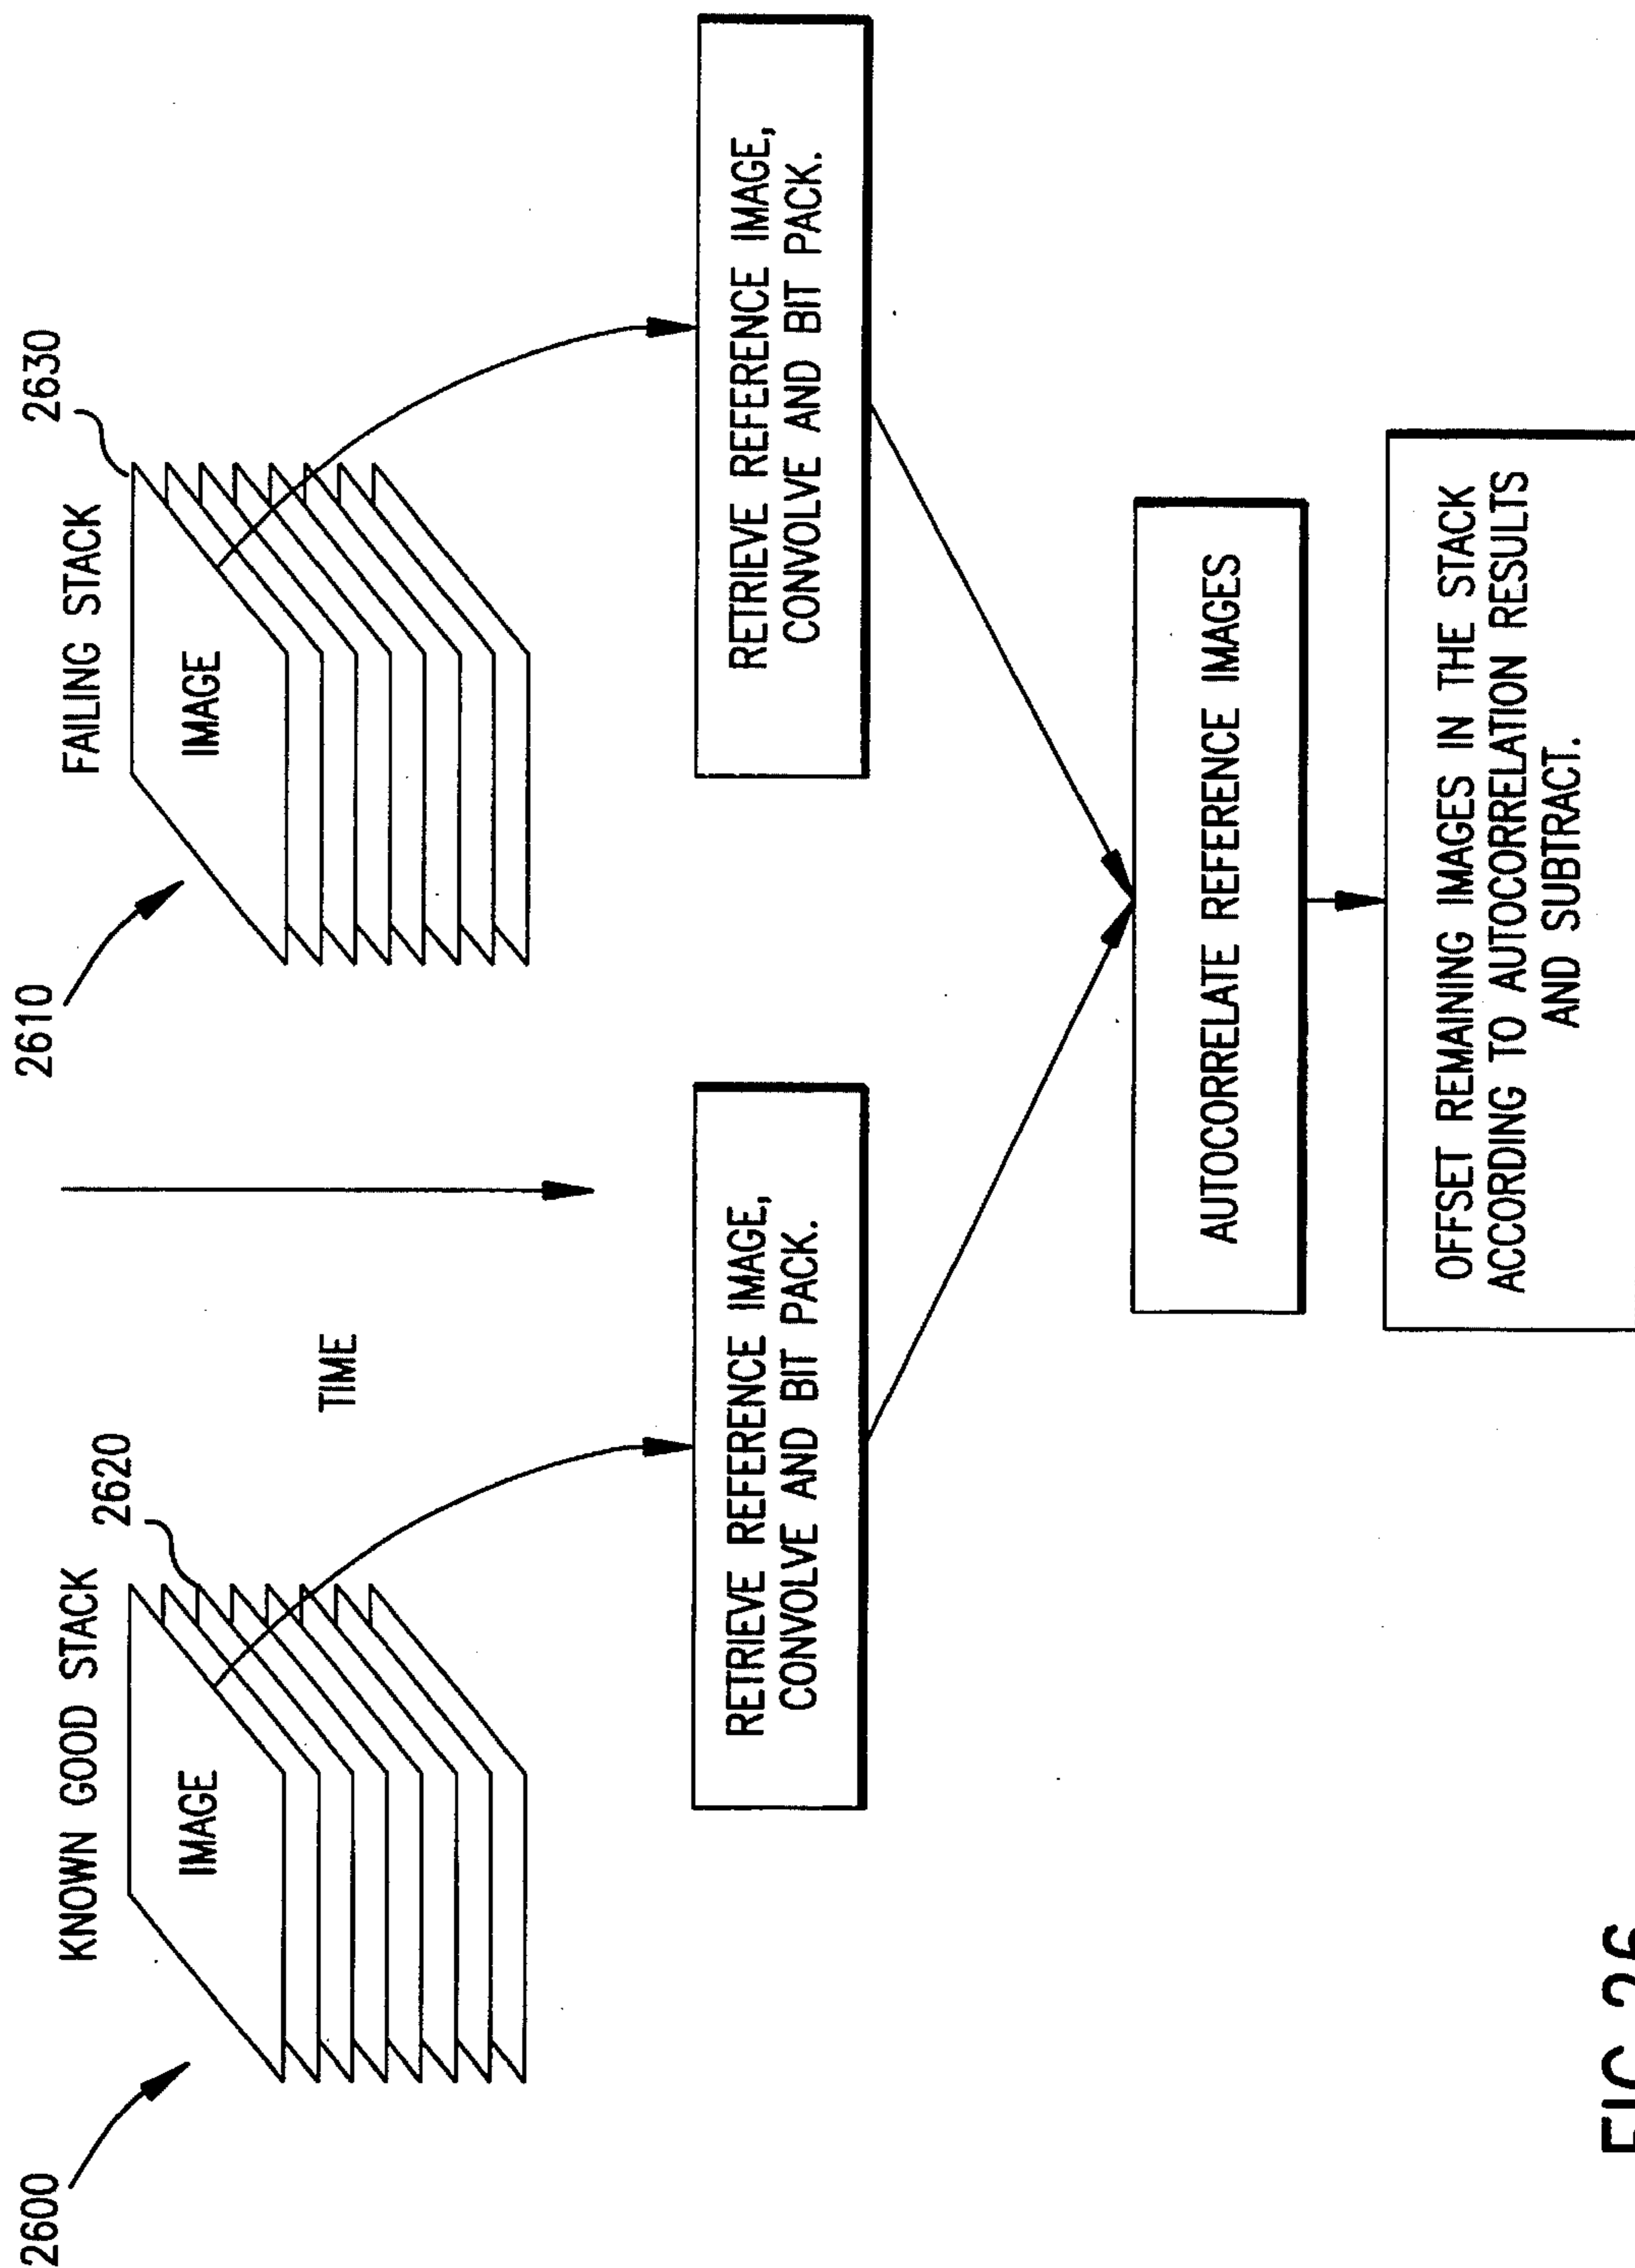 2600
KNOWN GOOD STACK
2620
IMAGE
TIME
2610
FAILING STACK
2630
IMAGE
RETRIEVE REFERENCE IMAGE,
CONVOLVE AND BIT PACK.
RETRIEVE REFERENCE IMAGE,
CONVOLVE AND BIT PACK.
AUTOCORRELATE REFERENCE IMAGES
OFFSET REMAINING IMAGES IN THE STACK
ACCORDING TO AUTOCORRELATION RESULTS
AND SUBTRACT.
FIG.26